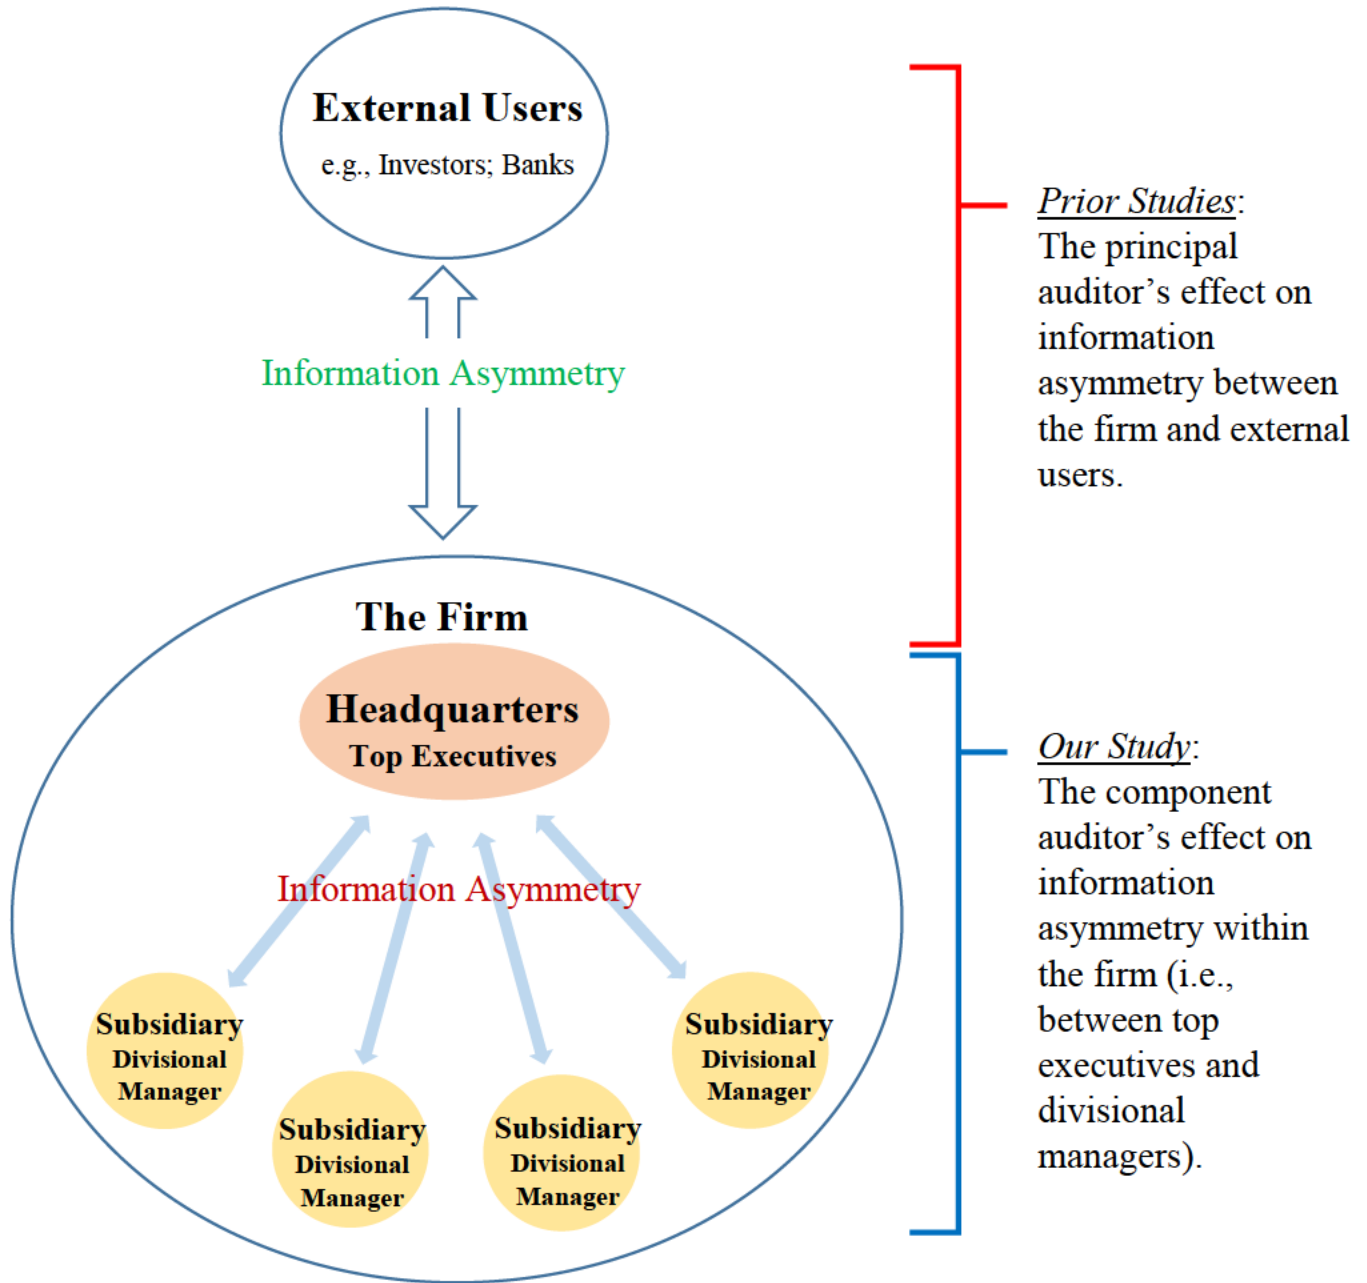 External Users
e.g., Investors; Banks
Information Asymmetry
The Firm
Headquarters
Top Executives
Information Asymmetry
Subsidiary
Divisional
Manager
Subsidiary
Divisional
Manager
Subsidiary
Divisional
Manager
Subsidiary
Divisional
Manager
Prior Studies:
The principal
auditor’s effect on
information
asymmetry between
the firm and external
users.
Our Study:
The component
auditor’s effect on
information
asymmetry within
the firm (i.e.,
between top
executives and
divisional
managers).